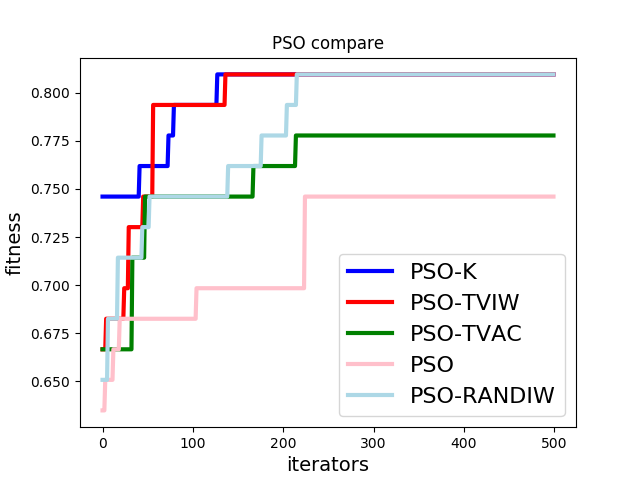 PSO compare
fitness
0.800
0.775
0.750
0.725
0.700
0.675
0.650
PSO-K
PSO-TVIW
PSO-TVAC
PSO
PSO-RANDIW
0 100 200 300 400 500
iterators